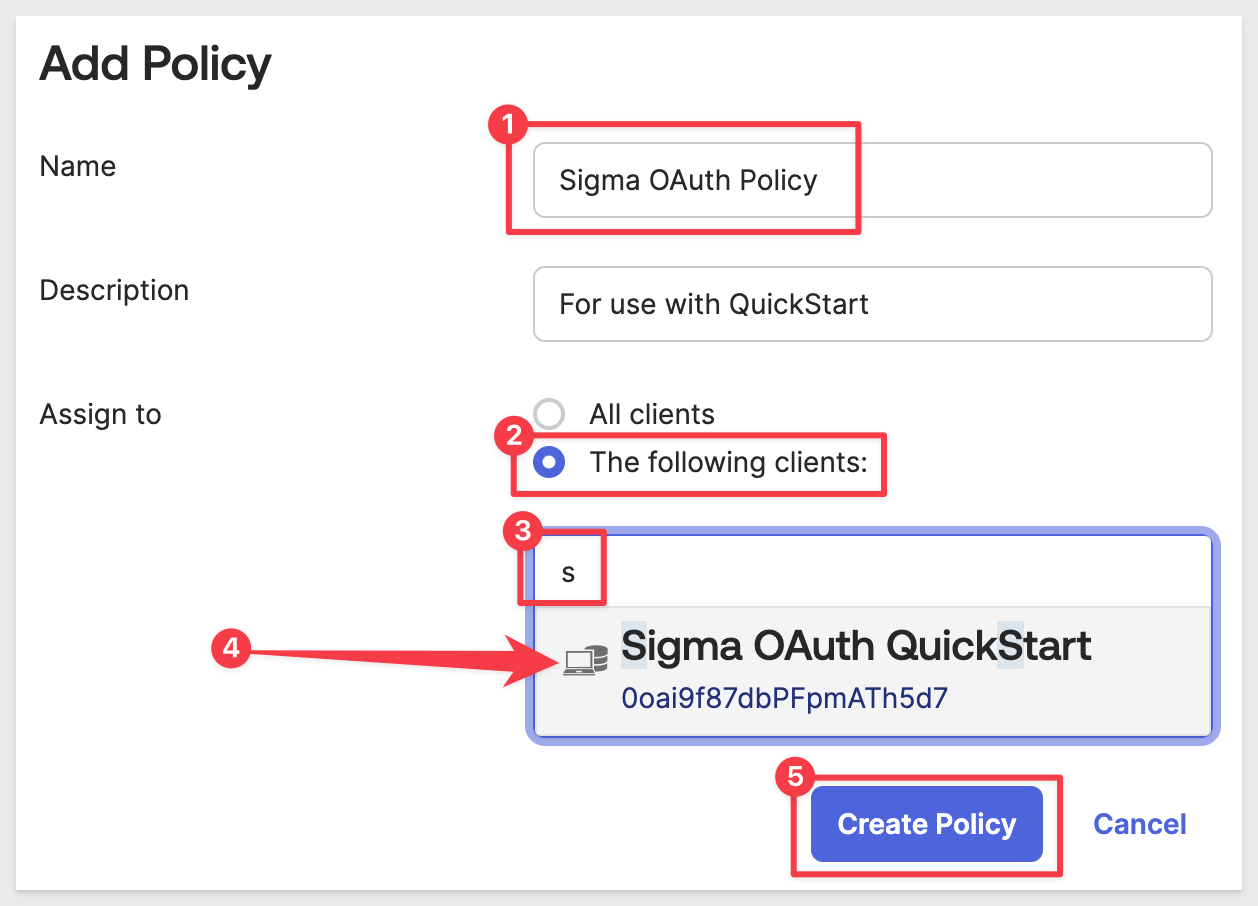 Add Policy
1
Name
Sigma OAuth Policy
Description
For use with QuickStart
Assign to
All clients
2
The following clients:
3
s
4
Sigma OAuth QuickStart
0oai9f87dbPFpmATh5d7
5
Create Policy
Cancel